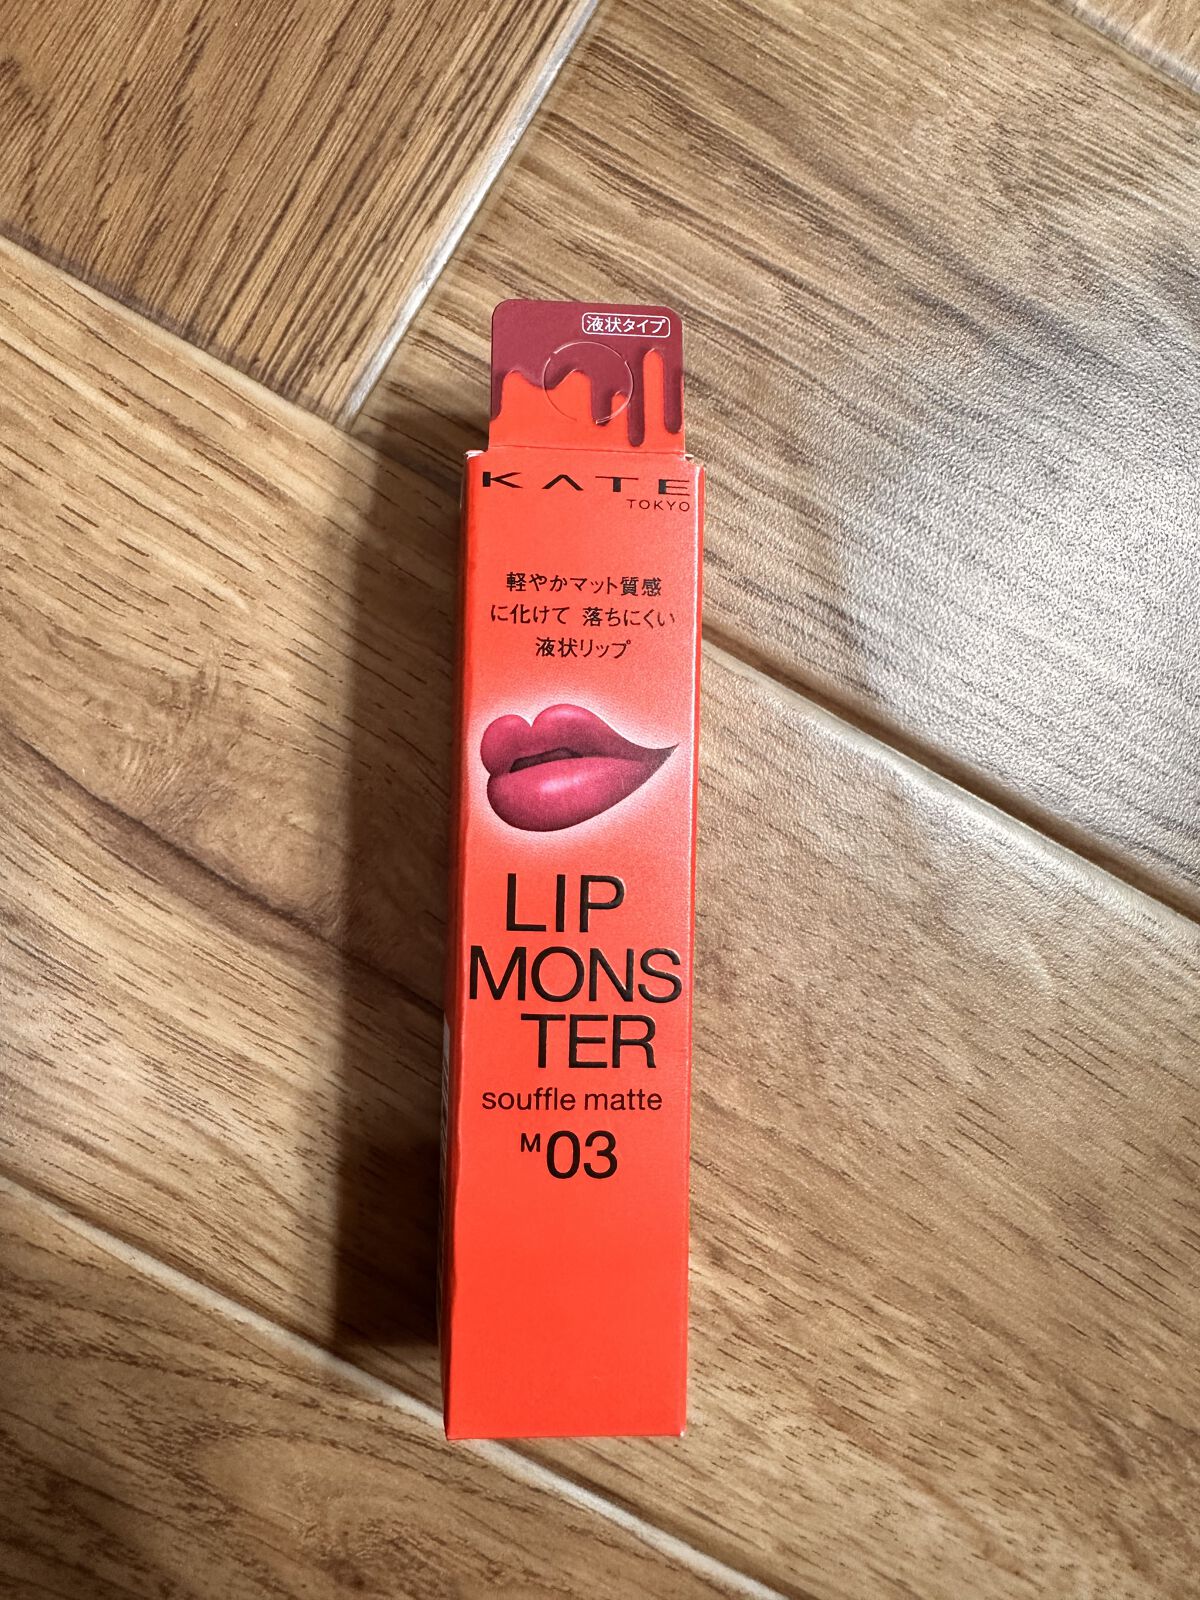 液状タイプ
KATE
TOKYO
軽やかマット質感
に化けて 落ちにくい
液状リップ
LIP
MONS
TER
souffle matte
M03